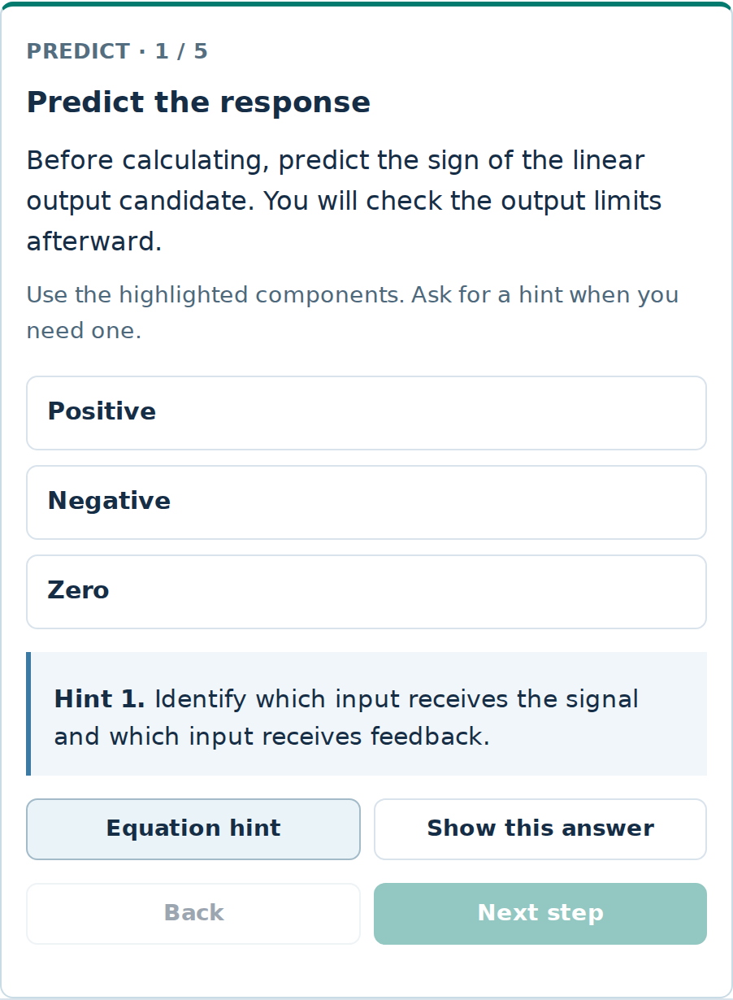 PREDICT · 1 / 5
Predict the response
Before calculating, predict the sign of the linear
output candidate. You will check the output limits
afterward.
Use the highlighted components. Ask for a hint when you
need one.
Positive
Negative
Zero
Hint 1. Identify which input receives the signal
and which input receives feedback.
Equation hint
Show this answer
Back
Next step